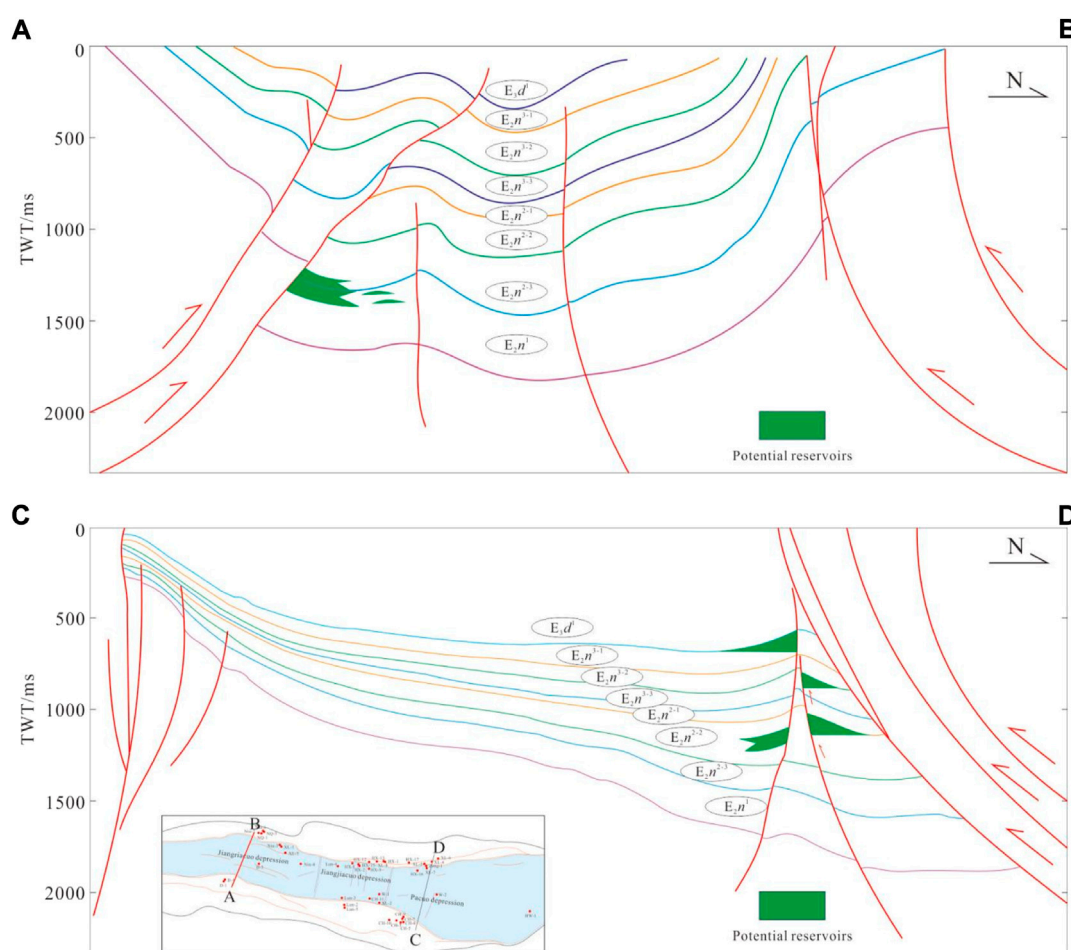 A
B
0
500
1000
1500
2000
TWT/ms
N
E₃d¹
E₂n³⁻¹
E₂n³⁻²
E₂n³⁻³
E₂n²⁻¹
E₂n²⁻²
E₂n²⁻³
E₂n¹
Potential reservoirs
C
D
0
500
1000
1500
2000
TWT/ms
N
E₃d¹
E₂n³⁻¹
E₂n³⁻²
E₂n³⁻³
E₂n²⁻¹
E₂n²⁻²
E₂n²⁻³
E₂n¹
B
D
Jiangriacuo depression
Jiangjiacuo depression
Pacuo depression
A
C
Potential reservoirs